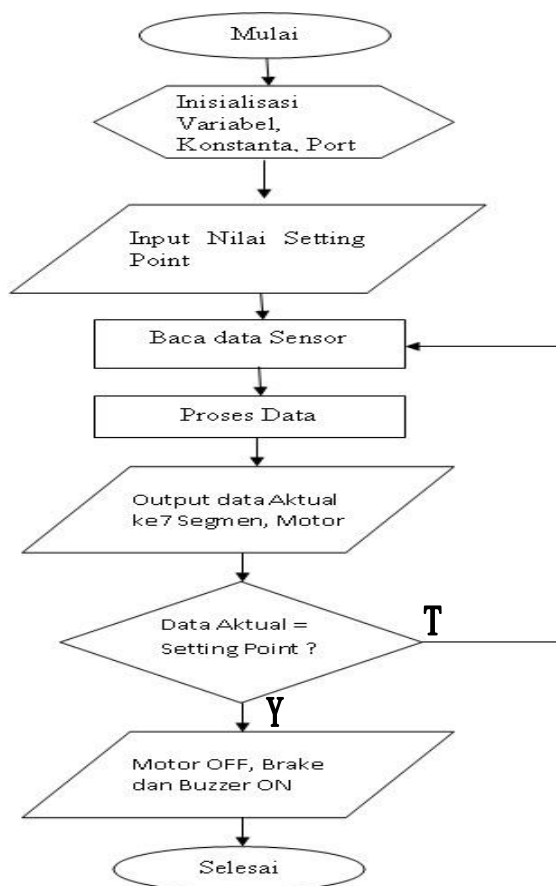 Mulai
Inisialisasi
Variabel,
Konstanta, Port
Input Nilai Setting
Point
Baca data Sensor
Proses Data
Output data Aktual
ke7 Segmen, Motor
Data Aktual =
Setting Point ?
T
Y
Motor OFF, Brake
dan Buzzer ON
Selesai